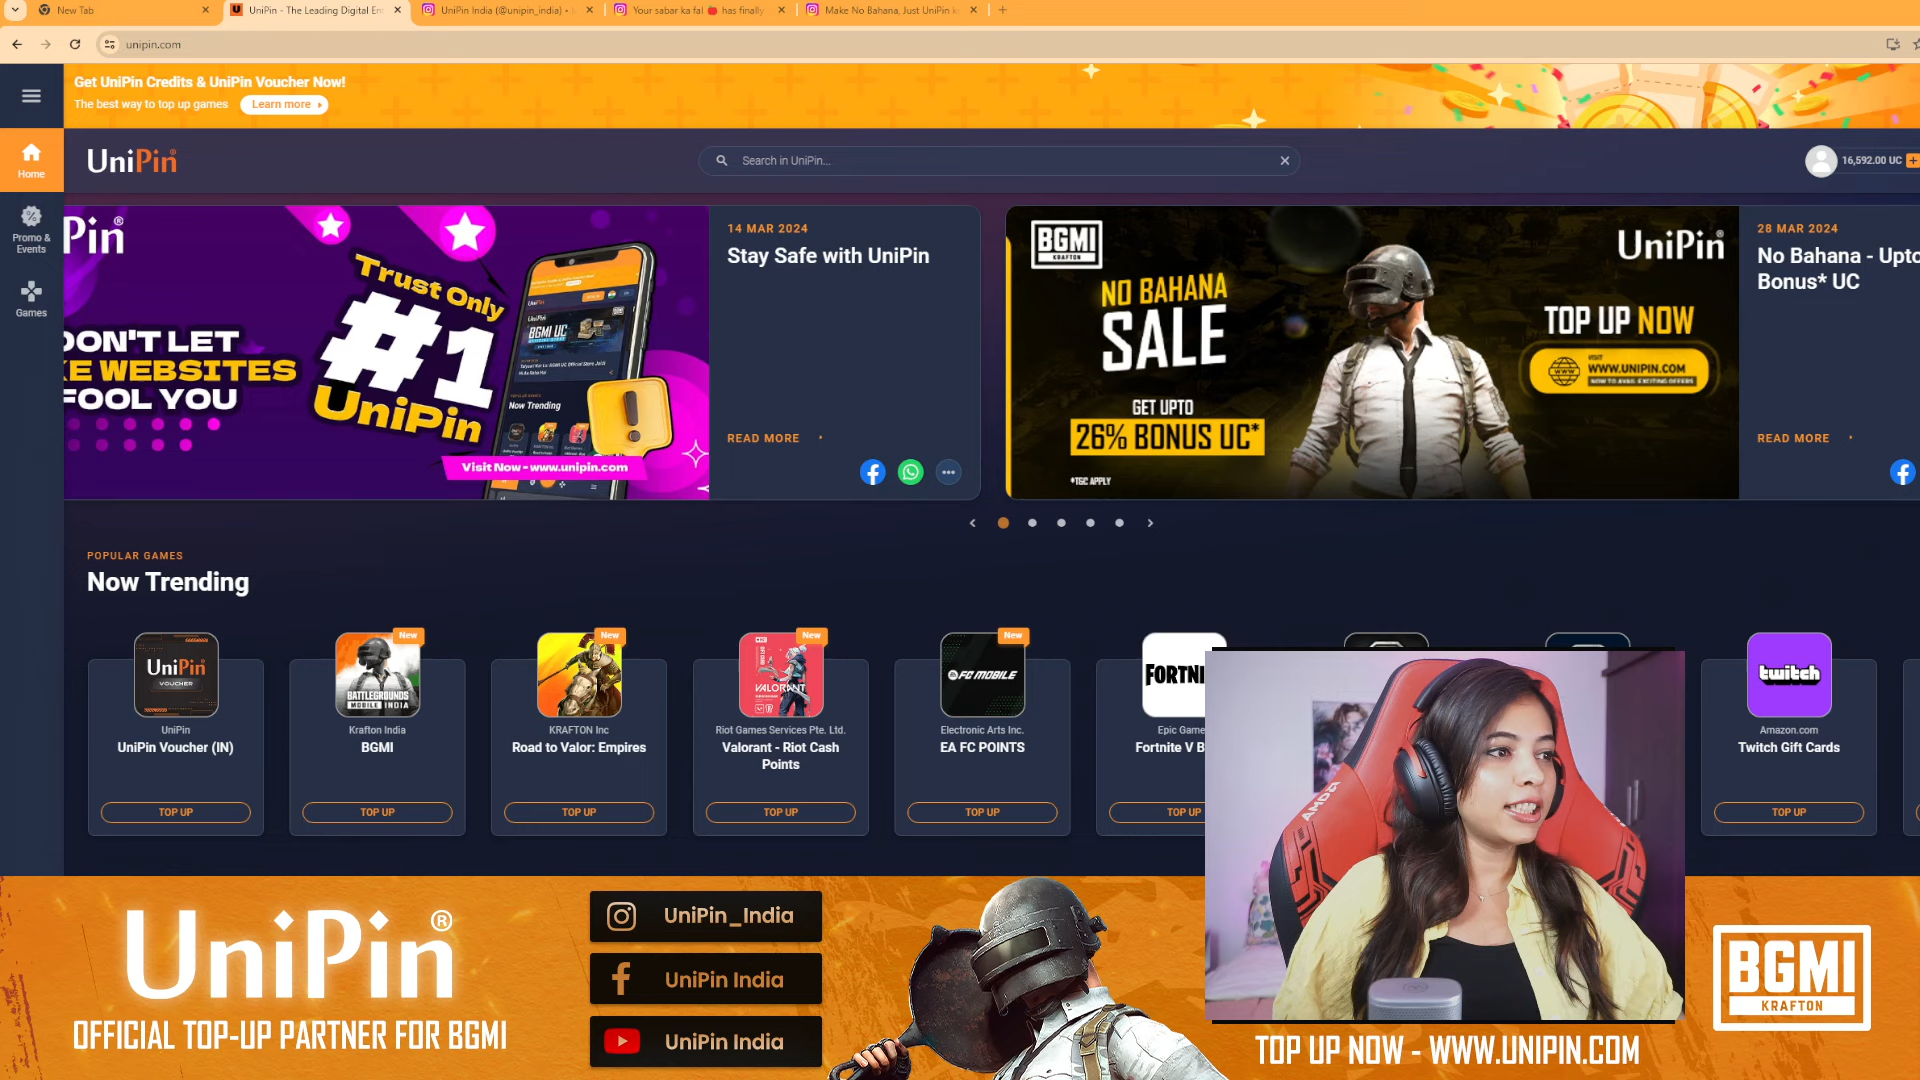 New Tab
UniPin - The Leading Digital En
UniPin India (@unipin_india) •
Your sabar ka fal 🍎 has finally
Make No Bahana, Just UniPin k
unipin.com
Get UniPin Credits & UniPin Voucher Now!
The best way to top up games
Learn more
Home
UniPin
Search in UniPin...
16,592.00 UC
Promo &
Events
Games
Pin®
DON'T LET
KE WEBSITES
FOOL YOU
Trust Only
#1
UniPin
Now Trending
Visit Now - www.unipin.com
14 MAR 2024
Stay Safe with UniPin
READ MORE
BGMI
KRAFTON
NO BAHANA
SALE
GET UPTO
26% BONUS UC*
*T&C APPLY
UniPin®
TOP UP NOW
VISIT
WWW.UNIPIN.COM
NOW TO AVAIL EXCITING OFFERS
28 MAR 2024
No Bahana - Upto
Bonus* UC
READ MORE
POPULAR GAMES
Now Trending
UniPin
VOUCHER
UniPin
UniPin Voucher (IN)
TOP UP
New
BATTLEGROUNDS
MOBILE INDIA
Krafton India
BGMI
TOP UP
New
KRAFTON Inc
Road to Valor: Empires
TOP UP
New
VALORANT
Riot Games Services Pte. Ltd.
Valorant - Riot Cash
Points
TOP UP
New
FC MOBILE
Electronic Arts Inc.
EA FC POINTS
TOP UP
FORTNI
Epic Game
Fortnite V B
TOP UP
twitch
Amazon.com
Twitch Gift Cards
TOP UP
UniPin®
OFFICIAL TOP-UP PARTNER FOR BGMI
UniPin_India
UniPin India
UniPin India
TOP UP NOW - WWW.UNIPIN.COM
BGMI
KRAFTON